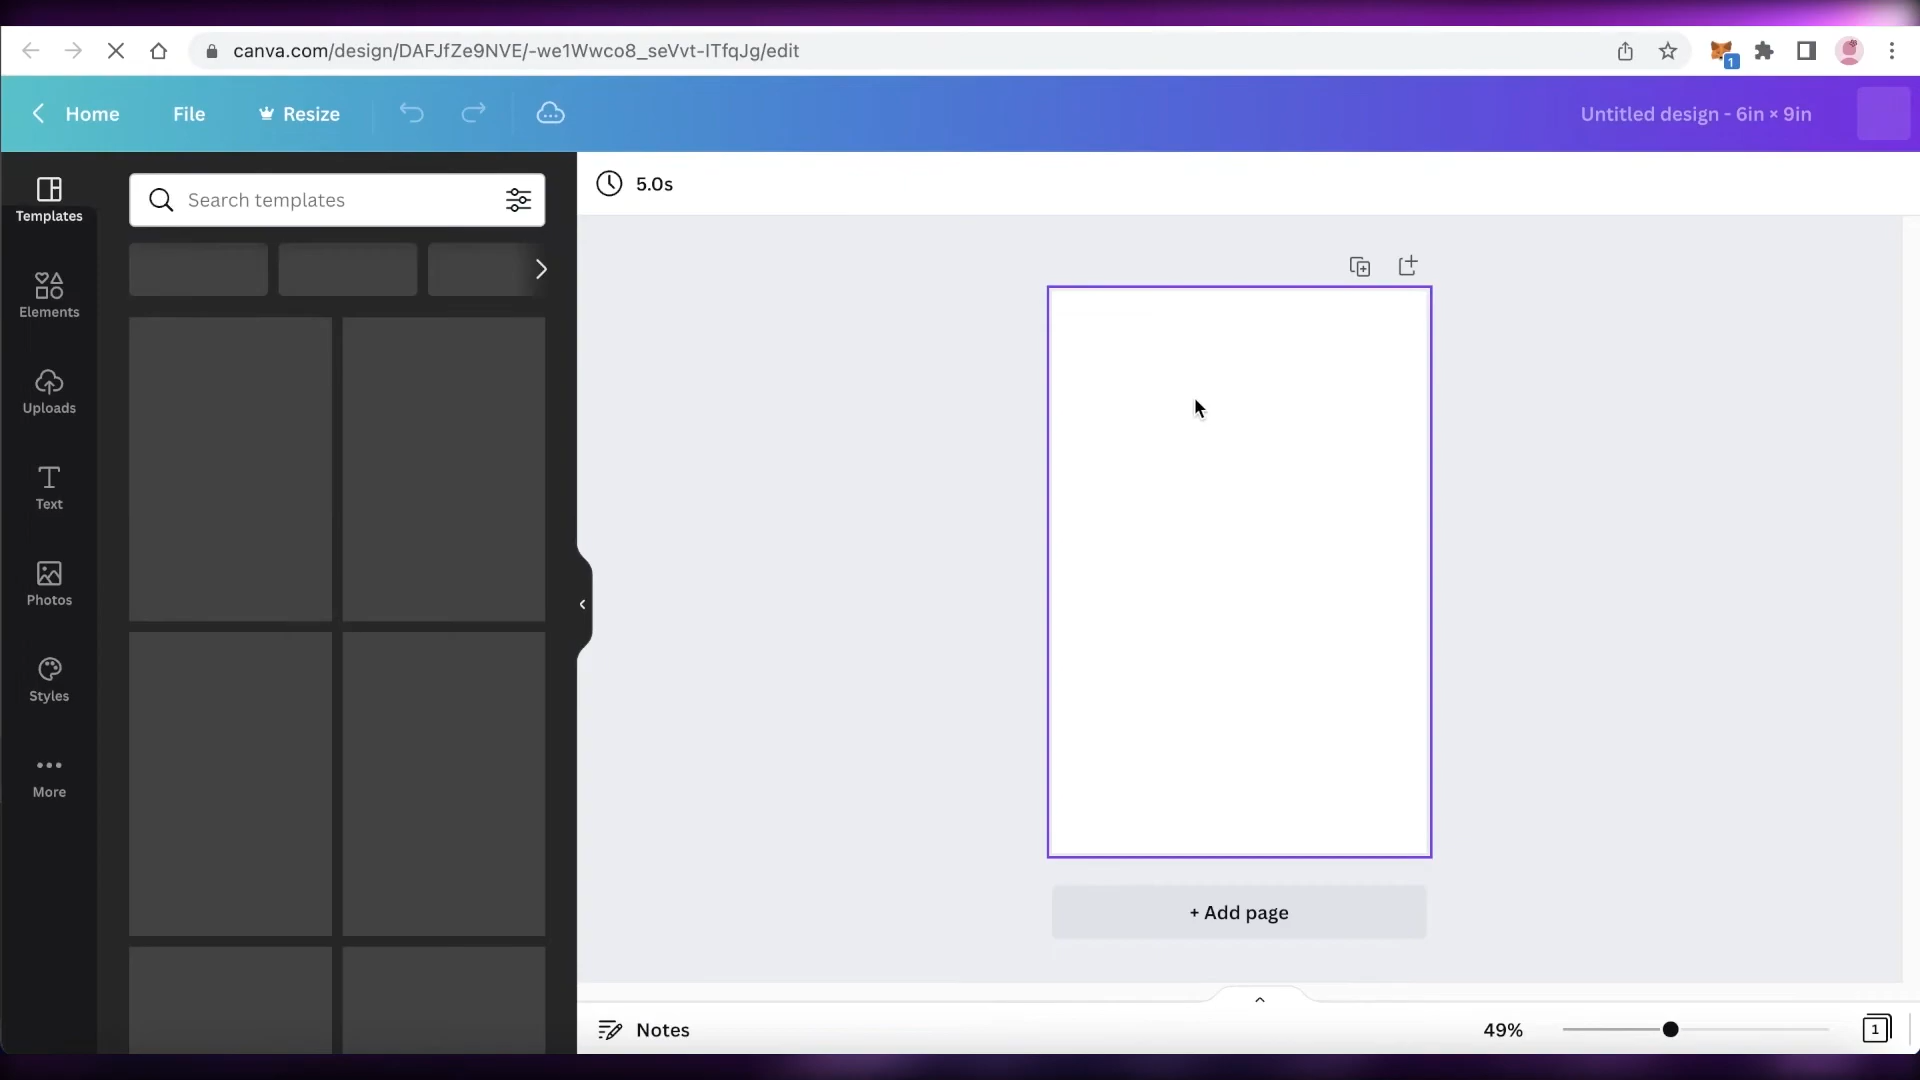 canva.com/design/DAFJfZe9NVE/-we1Wwco8_seVvt-ITfqJg/edit
1
Home
File
Resize
Untitled design - 6in × 9in
Templates
Search templates
5.0s
Elements
Uploads
Text
Photos
Styles
More
+ Add page
Notes
49%
1